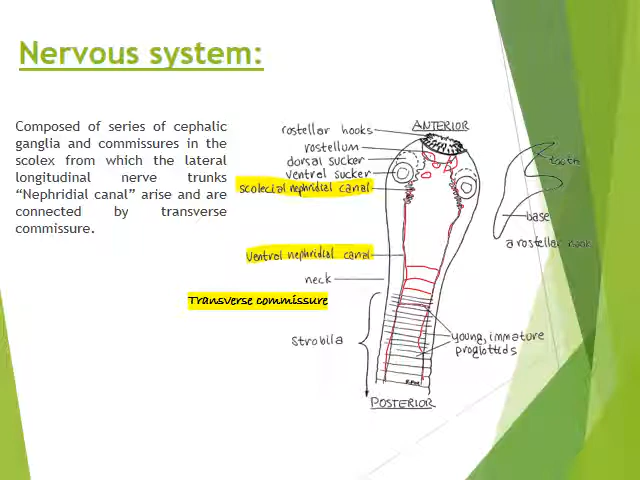 Nervous system:
Composed of series of cephalic
ganglia and commissures in the
scolex from which the lateral
longitudinal nerve trunks
“Nephridial canal” arise and are
connected by transverse
commissure.
ANTERIOR
rostellar hooks
rostellum
dorsal sucker
ventral sucker
scolecial nephridial canal
ventral nephridial canal
neck
Transverse commissure
strobila
young, immature
proglottids
POSTERIOR
tooth
base
a rostellar hook